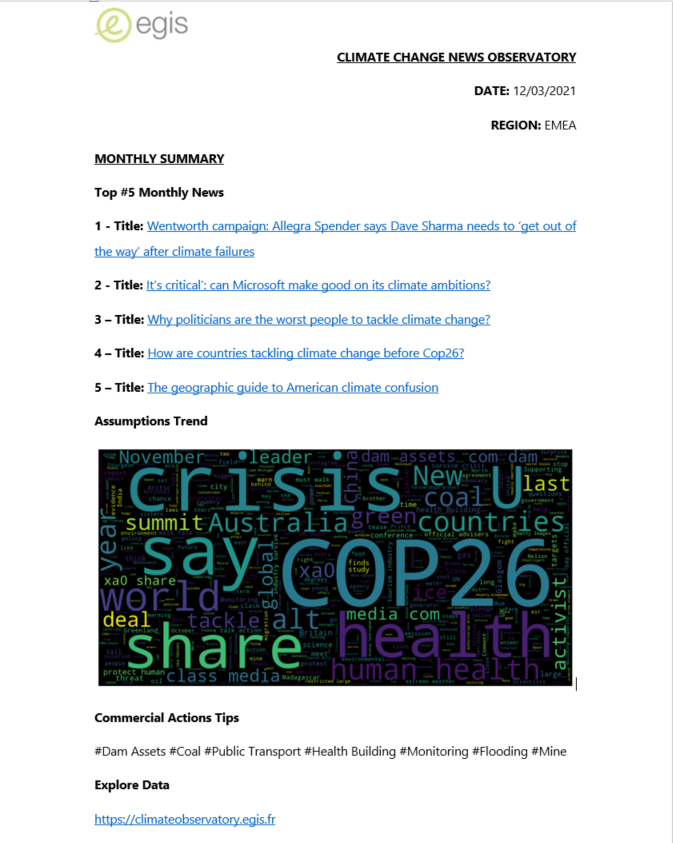 egis
CLIMATE CHANGE NEWS OBSERVATORY
DATE: 12/03/2021
REGION: EMEA
MONTHLY SUMMARY
Top #5 Monthly News
1 - Title: Wentworth campaign: Allegra Spender says Dave Sharma needs to ‘get out of
the way’ after climate failures
2 - Title: It’s critical’: can Microsoft make good on its climate ambitions?
3 – Title: Why politicians are the worst people to tackle climate change?
4 – Title: How are countries tackling climate change before Cop26?
5 – Title: The geographic guide to American climate confusion
Assumptions Trend
November leader China dam assets com dam
crisis New U last
coal
summit Australia green countries
year say global COP26
xa0 share xa0
world ice
deal tackle alt media com activist
share health
class media human health
protect human threat
Commercial Actions Tips
#Dam Assets #Coal #Public Transport #Health Building #Monitoring #Flooding #Mine
Explore Data
https://climateobservatory.egis.fr